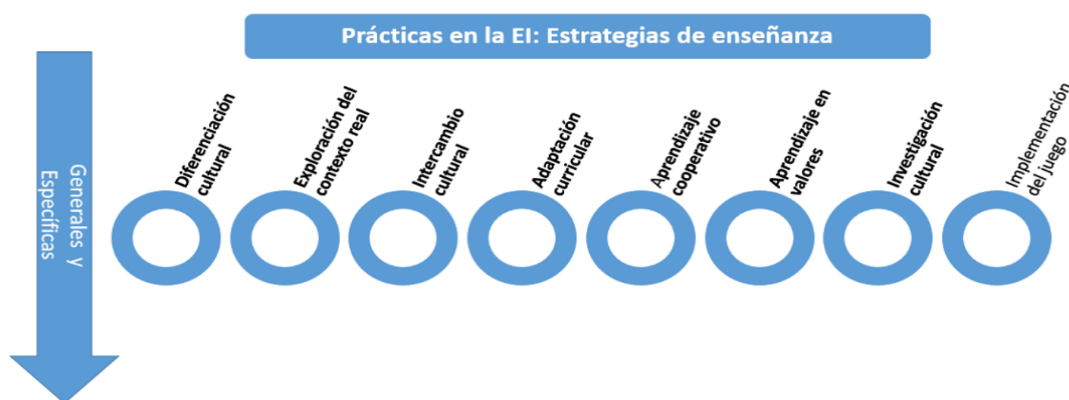 Prácticas en la EI: Estrategias de enseñanza
Generales y
Específicas
Diferenciación
cultural
Exploración del
contexto real
Intercambio
cultural
Adaptación
curricular
Aprendizaje
cooperativo
Aprendizaje en
valores
Investigación
cultural
Implementación
del juego